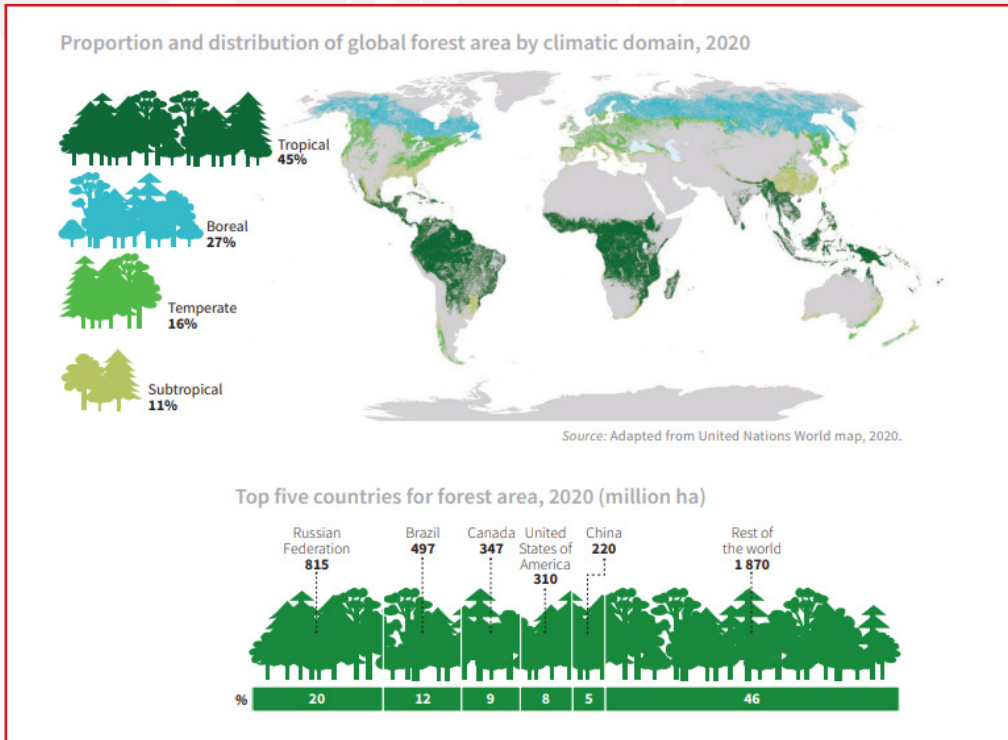 Proportion and distribution of global forest area by climatic domain, 2020
Tropical
45%
Boreal
27%
Temperate
16%
Subtropical
11%
Source: Adapted from United Nations World map, 2020.
Top five countries for forest area, 2020 (million ha)
Russian
Federation
815
Brazil
497
Canada
347
United
States of
America
310
China
220
Rest of
the world
1 870
% 20 12 9 8 5 46